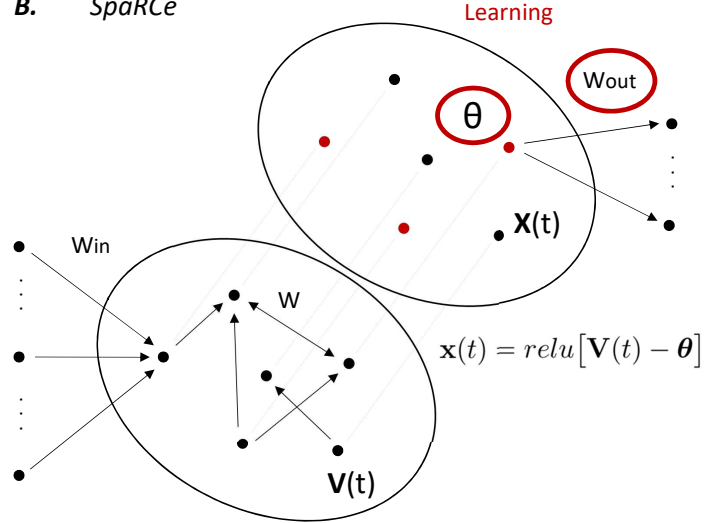 B. SpaRCe
Learning
θ
Wout
X(t)
Win
W
x(t) = relu[V(t) − θ]
V(t)